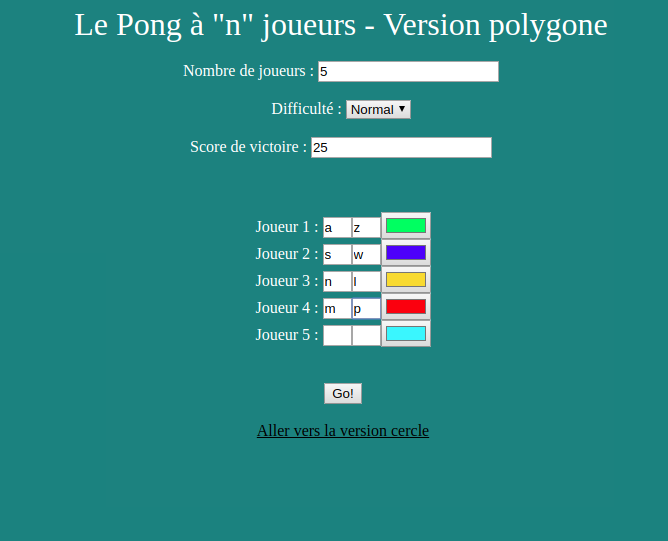 Le Pong à "n" joueurs - Version polygone
Nombre de joueurs : 5
Difficulté : Normal
Score de victoire : 25
Joueur 1 : a z
Joueur 2 : s w
Joueur 3 : n l
Joueur 4 : m p
Joueur 5 :
Go!
Aller vers la version cercle